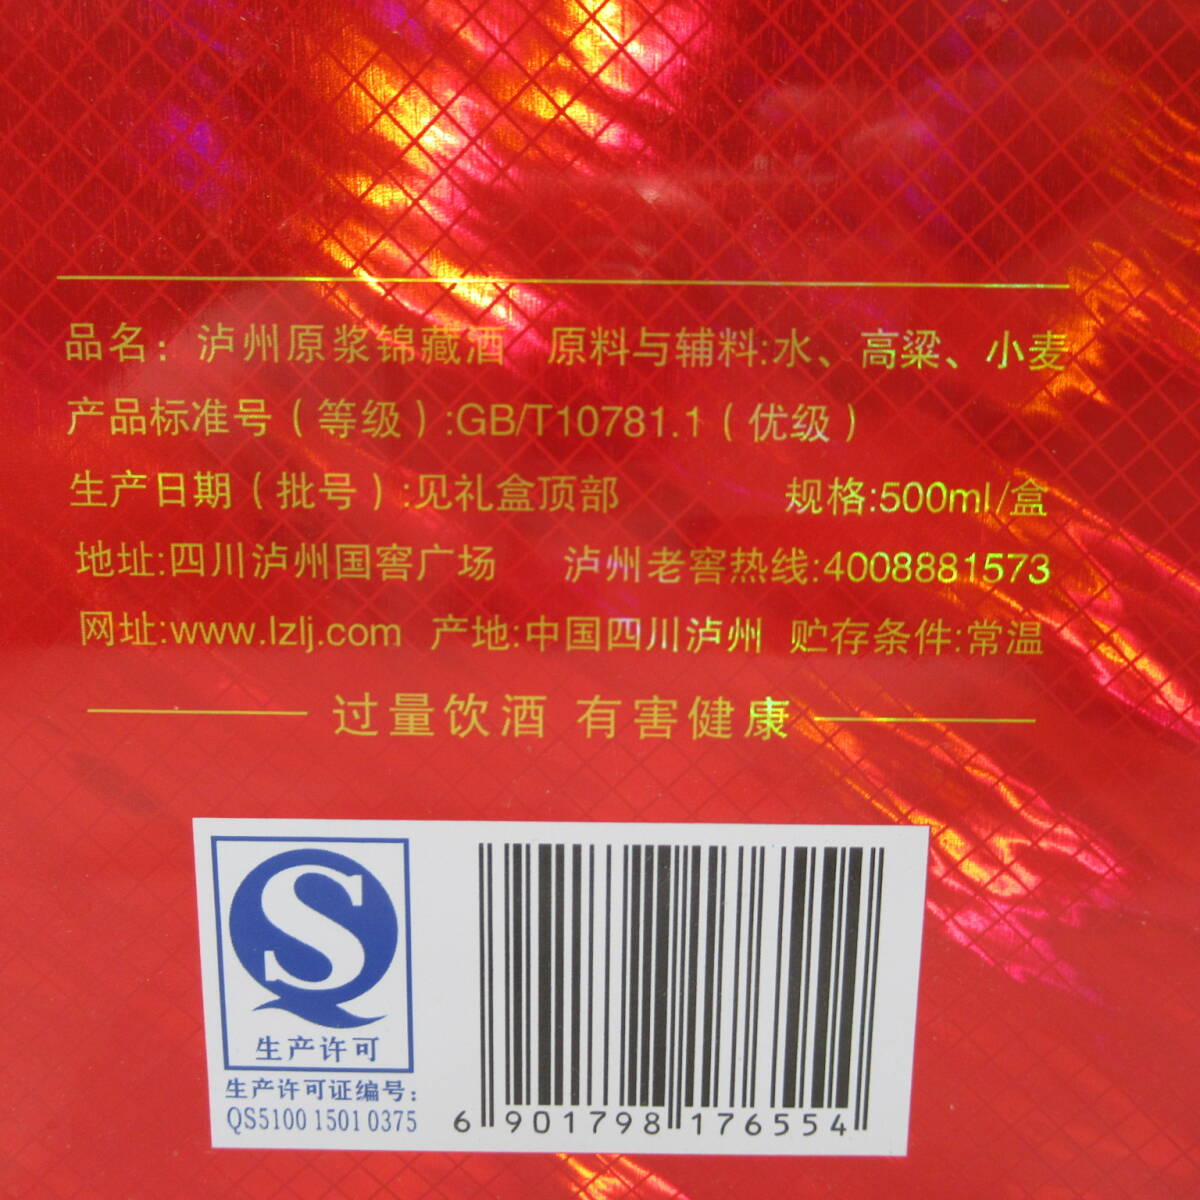 品名：泸州原浆锦藏酒 原料与辅料:水、高粱、小麦
产品标准号（等级）:GB/T10781.1（优级）
生产日期（批号）:见礼盒顶部 规格:500ml/盒
地址:四川泸州国窖广场 泸州老窖热线:4008881573
网址:www.lzlj.com 产地:中国四川泸州 贮存条件:常温
过量饮酒 有害健康
S
生产许可
生产许可证编号:
QS5100 1501 0375
6 901798 176554